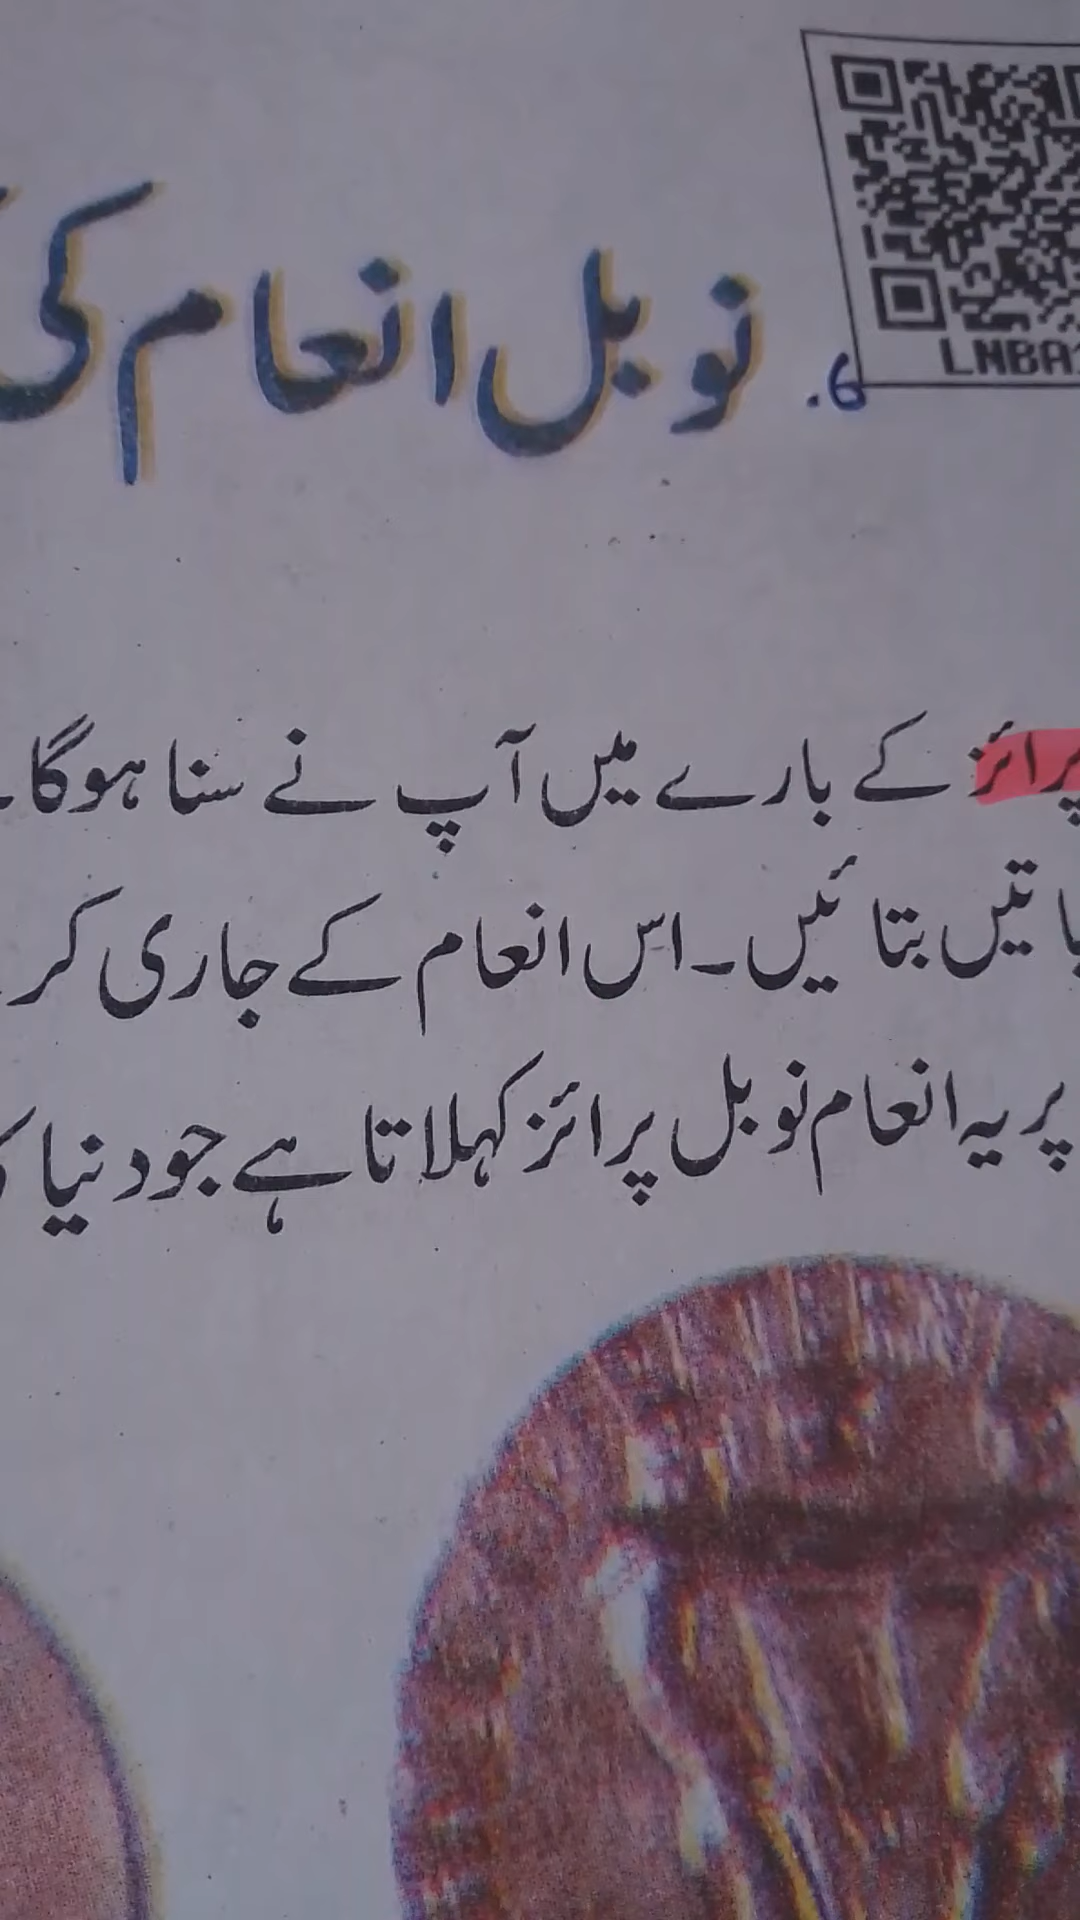 LNBA
6.
نوبل انعام کی
پرائز کے بارے میں آپ نے سنا ہوگا۔
باتیں بتائیں۔ اس انعام کے جاری کر
پر یہ انعام نوبل پرائز کہلاتا ہے جو دنیا